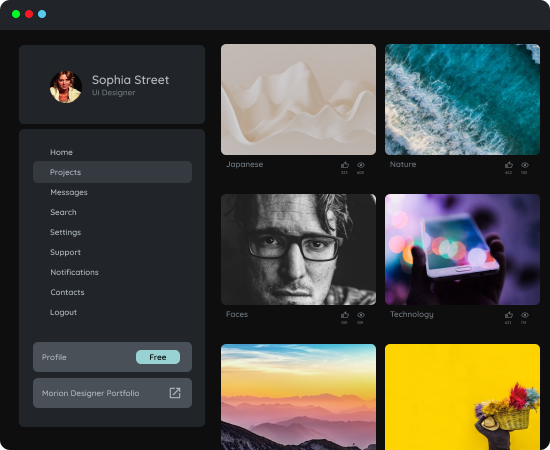 Sophia Street
UI Designer
Home
Projects
Messages
Search
Settings
Support
Notifications
Contacts
Logout
Profile
Free
Morion Designer Portfolio
Japanese
Nature
Faces
Technology